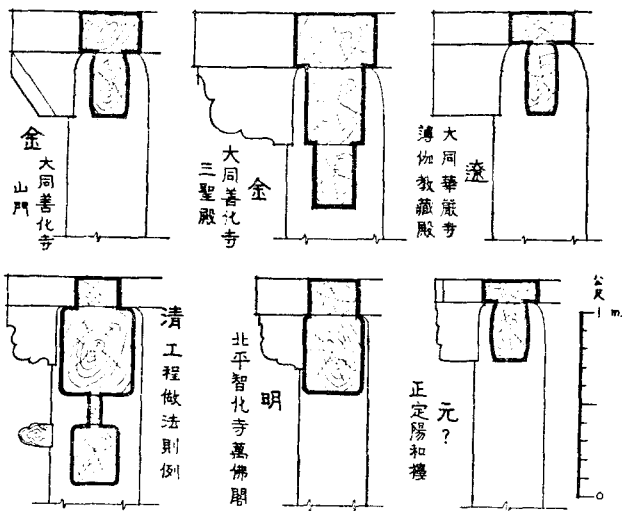 金
大同善化寺
山門
金
大同善化寺
三聖殿
遼
大同華嚴寺
薄伽教藏殿
清
工程做法則例
明
北平智化寺萬佛閣
元?
正定陽和樓
公尺
1 m.
0